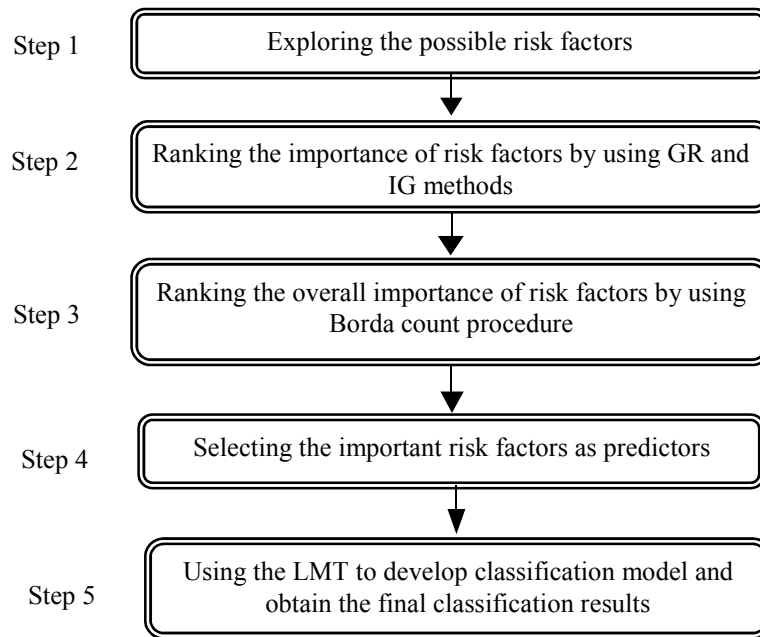 Step 1
Exploring the possible risk factors
Step 2
Ranking the importance of risk factors by using GR and
IG methods
Step 3
Ranking the overall importance of risk factors by using
Borda count procedure
Step 4
Selecting the important risk factors as predictors
Step 5
Using the LMT to develop classification model and
obtain the final classification results